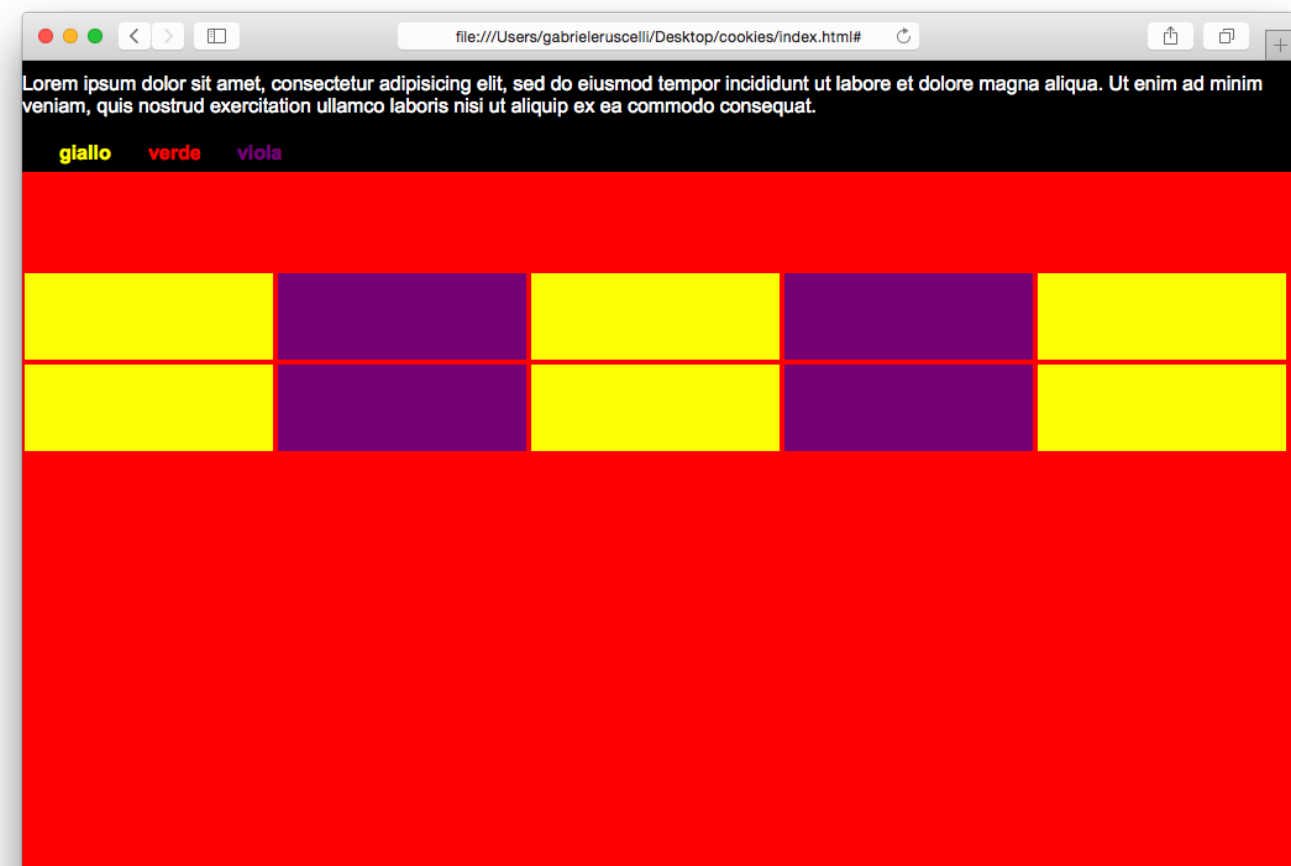 file:///Users/gabrieleruscelli/Desktop/cookies/index.html#
Lorem ipsum dolor sit amet, consectetur adipisicing elit, sed do eiusmod tempor incididunt ut labore et dolore magna aliqua. Ut enim ad minim
veniam, quis nostrud exercitation ullamco laboris nisi ut aliquip ex ea commodo consequat.
giallo verde viola